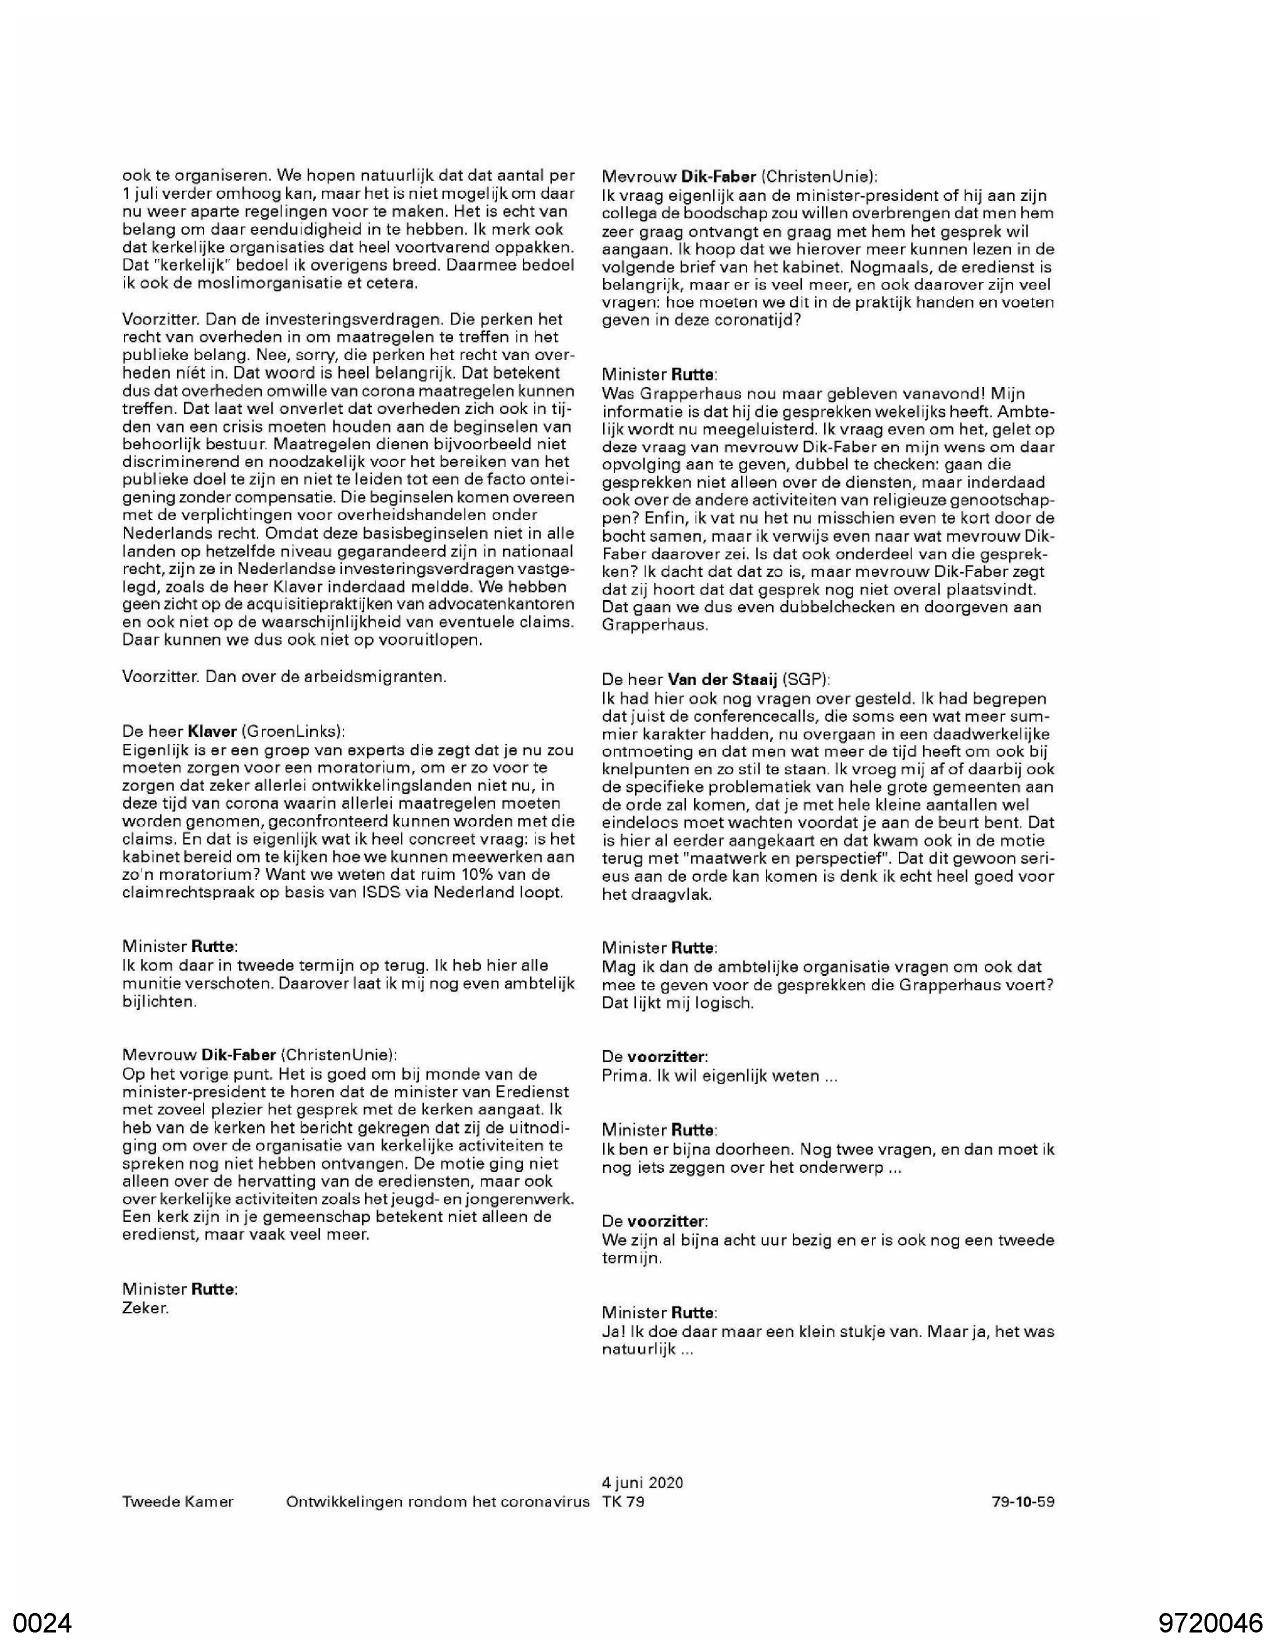 ook te organiseren. We hopen natuurlijk dat dat aantal per
1 juli verder omhoog kan, maar het is niet mogelijk om daar
nu weer aparte regelingen voor te maken. Het is echt van
belang om daar eenduidigheid in te hebben. Ik merk ook
dat kerkelijke organisaties dat heel voortvarend oppakken.
Dat "kerkelijk" bedoel ik overigens breed. Daarmee bedoel
ik ook de moslimorganisatie et cetera.
Voorzitter. Dan de investeringsverdragen. Die perken het
recht van overheden in om maatregelen te treffen in het
publieke belang. Nee, sorry, die perken het recht van over-
heden níét in. Dat woord is heel belangrijk. Dat betekent
dus dat overheden omwille van corona maatregelen kunnen
treffen. Dat laat wel onverlet dat overheden zich ook in tij-
den van een crisis moeten houden aan de beginselen van
behoorlijk bestuur. Maatregelen dienen bijvoorbeeld niet
discriminerend en noodzakelijk voor het bereiken van het
publieke doel te zijn en niet te leiden tot een de facto ontei-
gening zonder compensatie. Die beginselen komen overeen
met de verplichtingen voor overheidshandelen onder
Nederlands recht. Omdat deze basisbeginselen niet in alle
landen op hetzelfde niveau gegarandeerd zijn in nationaal
recht, zijn ze in Nederlandse investeringsverdragen vastge-
legd, zoals de heer Klaver inderdaad meldde. We hebben
geen zicht op de acquisitiepraktijken van advocatenkantoren
en ook niet op de waarschijnlijkheid van eventuele claims.
Daar kunnen we dus ook niet op vooruitlopen.
Voorzitter. Dan over de arbeidsmigranten.
De heer Klaver (GroenLinks):
Eigenlijk is er een groep van experts die zegt dat je nu zou
moeten zorgen voor een moratorium, om er zo voor te
zorgen dat zeker allerlei ontwikkelingslanden niet nu, in
deze tijd van corona waarin allerlei maatregelen moeten
worden genomen, geconfronteerd kunnen worden met die
claims. En dat is eigenlijk wat ik heel concreet vraag: is het
kabinet bereid om te kijken hoe we kunnen meewerken aan
zo'n moratorium? Want we weten dat ruim 10% van de
claimrechtspraak op basis van ISDS via Nederland loopt.
Minister Rutte:
Ik kom daar in tweede termijn op terug. Ik heb hier alle
munitie verschoten. Daarover laat ik mij nog even ambtelijk
bijlichten.
Mevrouw Dik-Faber (ChristenUnie):
Op het vorige punt. Het is goed om bij monde van de
minister-president te horen dat de minister van Eredienst
met zoveel plezier het gesprek met de kerken aangaat. Ik
heb van de kerken het bericht gekregen dat zij de uitnodi-
ging om over de organisatie van kerkelijke activiteiten te
spreken nog niet hebben ontvangen. De motie ging niet
alleen over de hervatting van de erediensten, maar ook
over kerkelijke activiteiten zoals het jeugd- en jongerenwerk.
Een kerk zijn in je gemeenschap betekent niet alleen de
eredienst, maar vaak veel meer.
Minister Rutte:
Zeker.
Mevrouw Dik-Faber (ChristenUnie):
Ik vraag eigenlijk aan de minister-president of hij aan zijn
collega de boodschap zou willen overbrengen dat men hem
zeer graag ontvangt en graag met hem het gesprek wil
aangaan. Ik hoop dat we hierover meer kunnen lezen in de
volgende brief van het kabinet. Nogmaals, de eredienst is
belangrijk, maar er is veel meer, en ook daarover zijn veel
vragen: hoe moeten we dit in de praktijk handen en voeten
geven in deze coronatijd?
Minister Rutte:
Was Grapperhaus nou maar gebleven vanavond! Mijn
informatie is dat hij die gesprekken wekelijks heeft. Ambte-
lijk wordt nu meegeluisterd. Ik vraag even om het, gelet op
deze vraag van mevrouw Dik-Faber en mijn wens om daar
opvolging aan te geven, dubbel te checken: gaan die
gesprekken niet alleen over de diensten, maar inderdaad
ook over de andere activiteiten van religieuze genootschap-
pen? Enfin, ik vat nu het nu misschien even te kort door de
bocht samen, maar ik verwijs even naar wat mevrouw Dik-
Faber daarover zei. Is dat ook onderdeel van die gesprek-
ken? Ik dacht dat dat zo is, maar mevrouw Dik-Faber zegt
dat zij hoort dat dat gesprek nog niet overal plaatsvindt.
Dat gaan we dus even dubbelchecken en doorgeven aan
Grapperhaus.
De heer Van der Staaij (SGP):
Ik had hier ook nog vragen over gesteld. Ik had begrepen
dat juist de conferencecalls, die soms een wat meer sum-
mier karakter hadden, nu overgaan in een daadwerkelijke
ontmoeting en dat men wat meer de tijd heeft om ook bij
knelpunten en zo stil te staan. Ik vroeg mij af of daarbij ook
de specifieke problematiek van hele grote gemeenten aan
de orde zal komen, dat je met hele kleine aantallen wel
eindeloos moet wachten voordat je aan de beurt bent. Dat
is hier al eerder aangekaart en dat kwam ook in de motie
terug met "maatwerk en perspectief". Dat dit gewoon seri-
eus aan de orde kan komen is denk ik echt heel goed voor
het draagvlak.
Minister Rutte:
Mag ik dan de ambtelijke organisatie vragen om ook dat
mee te geven voor de gesprekken die Grapperhaus voert?
Dat lijkt mij logisch.
De voorzitter:
Prima. Ik wil eigenlijk weten ...
Minister Rutte:
Ik ben er bijna doorheen. Nog twee vragen, en dan moet ik
nog iets zeggen over het onderwerp ...
De voorzitter:
We zijn al bijna acht uur bezig en er is ook nog een tweede
termijn.
Minister Rutte:
Ja! Ik doe daar maar een klein stukje van. Maar ja, het was
natuurlijk ...
4 juni 2020
Tweede Kamer Ontwikkelingen rondom het coronavirus TK 79 79-10-59
0024 9720046